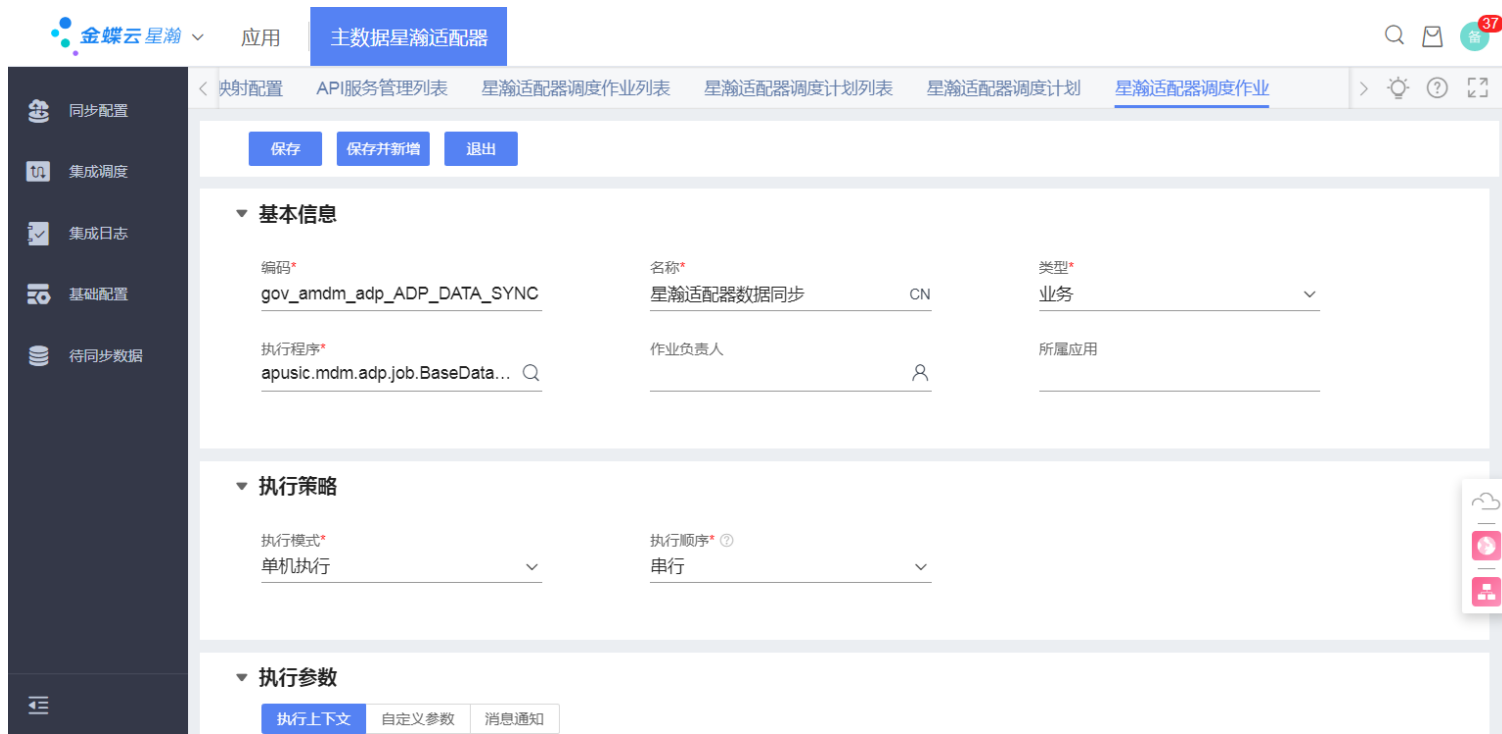 金蝶云 星瀚 应用 主数据星瀚适配器 37
备
映射配置 API服务管理列表 星瀚适配器调度作业列表 星瀚适配器调度计划列表 星瀚适配器调度计划 星瀚适配器调度作业
同步配置
集成调度
集成日志
基础配置
待同步数据
保存 保存并新增 退出
基本信息
编码* 名称* 类型*
gov_amdm_adp_ADP_DATA_SYNC 星瀚适配器数据同步 CN 业务
执行程序* 作业负责人 所属应用
apusic.mdm.adp.job.BaseData...
执行策略
执行模式* 执行顺序*
单机执行 串行
执行参数
执行上下文 自定义参数 消息通知